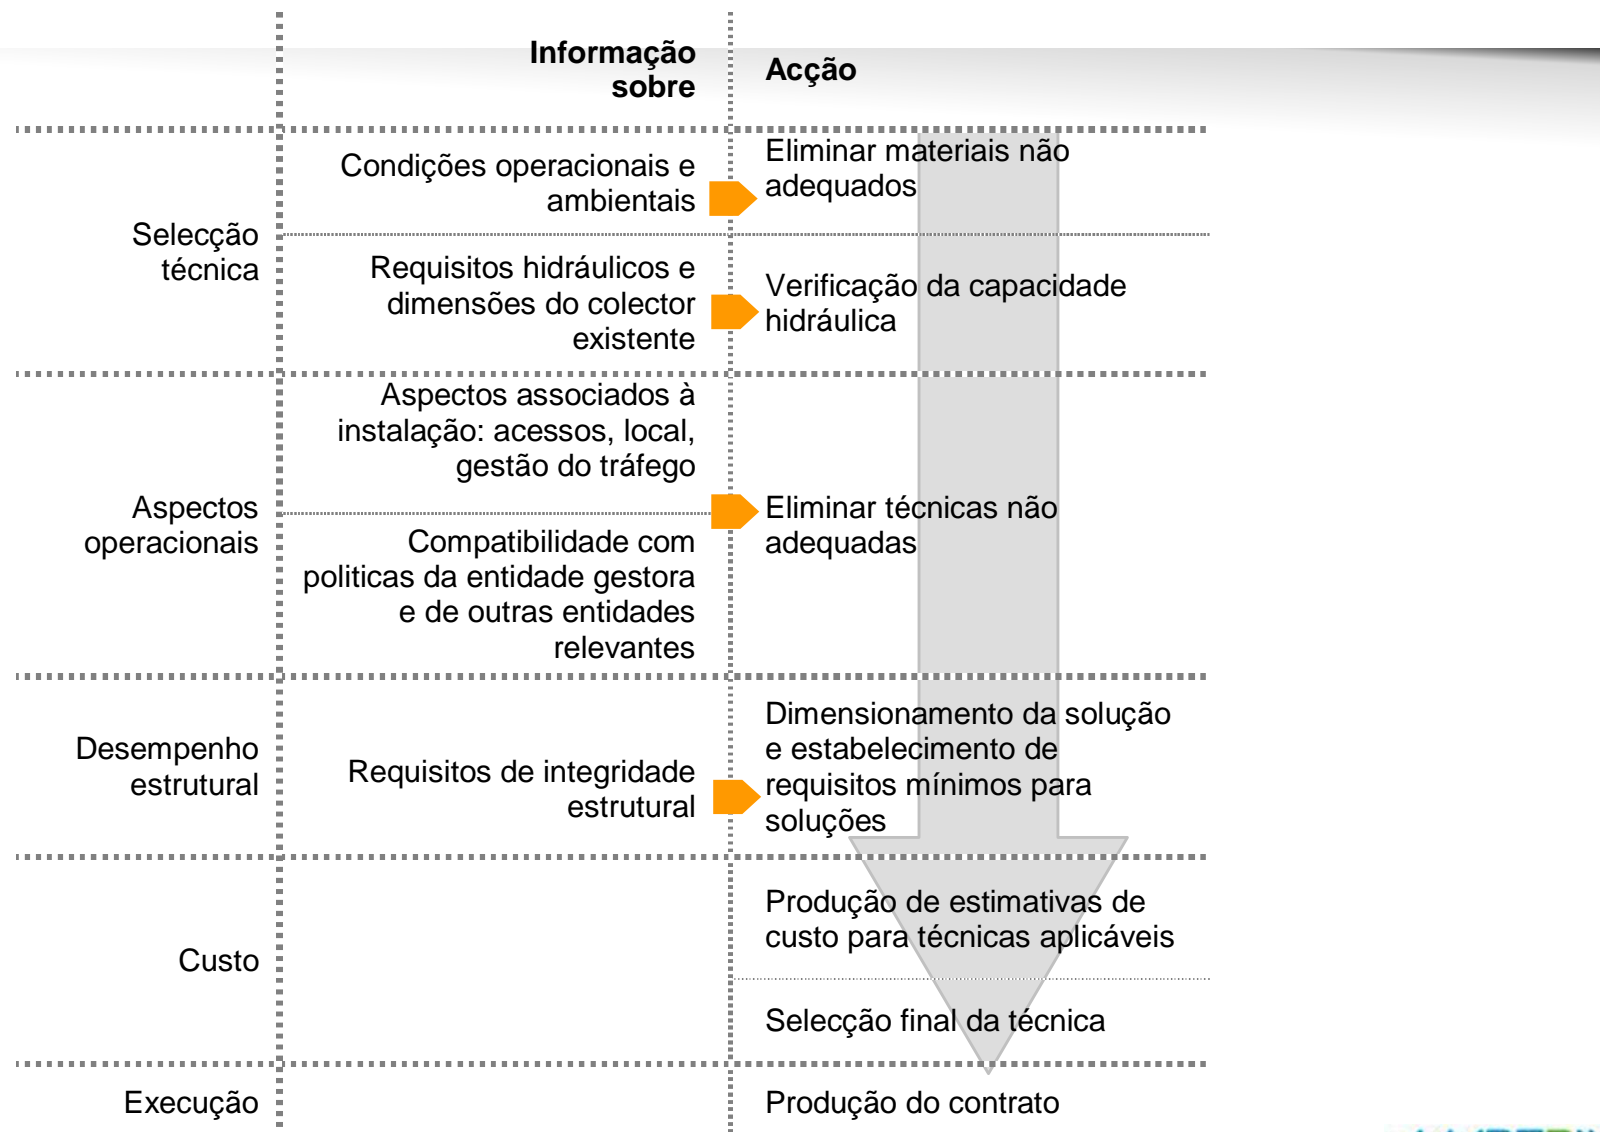 Informação
sobre
Acção
Selecção
técnica
Condições operacionais e
ambientais
Eliminar materiais não
adequados
Requisitos hidráulicos e
dimensões do colector
existente
Verificação da capacidade
hidráulica
Aspectos
operacionais
Aspectos associados à
instalação: acessos, local,
gestão do tráfego
Compatibilidade com
politicas da entidade gestora
e de outras entidades
relevantes
Eliminar técnicas não
adequadas
Desempenho
estrutural
Requisitos de integridade
estrutural
Dimensionamento da solução
e estabelecimento de
requisitos mínimos para
soluções
Custo
Produção de estimativas de
custo para técnicas aplicáveis
Selecção final da técnica
Execução
Produção do contrato